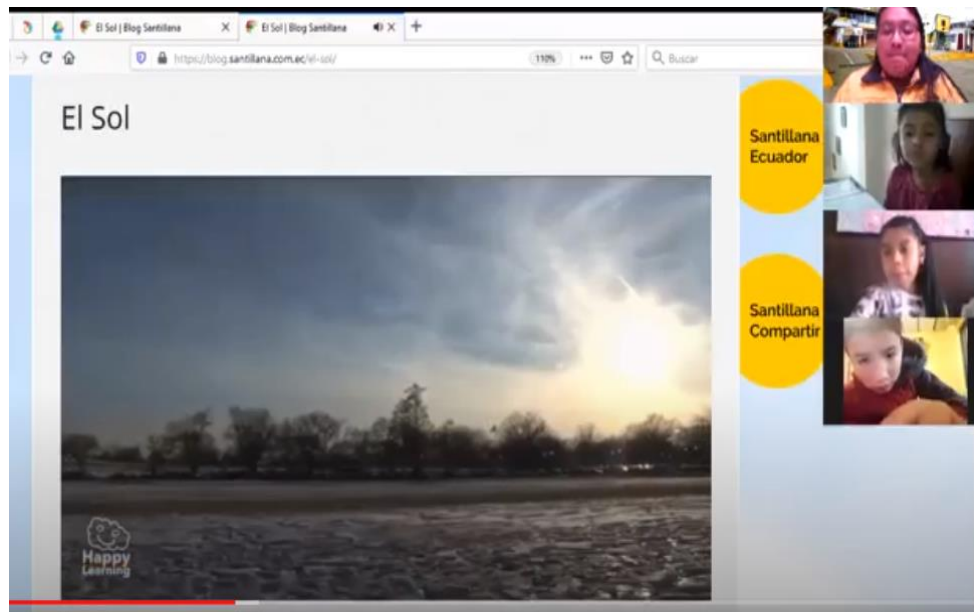 El Sol | Blog Santillana
El Sol | Blog Santillana
https://blog.santillana.com.ec/el-sol/
110%
Buscar
El Sol
Santillana
Ecuador
Santillana
Compartir
Happy
Learning